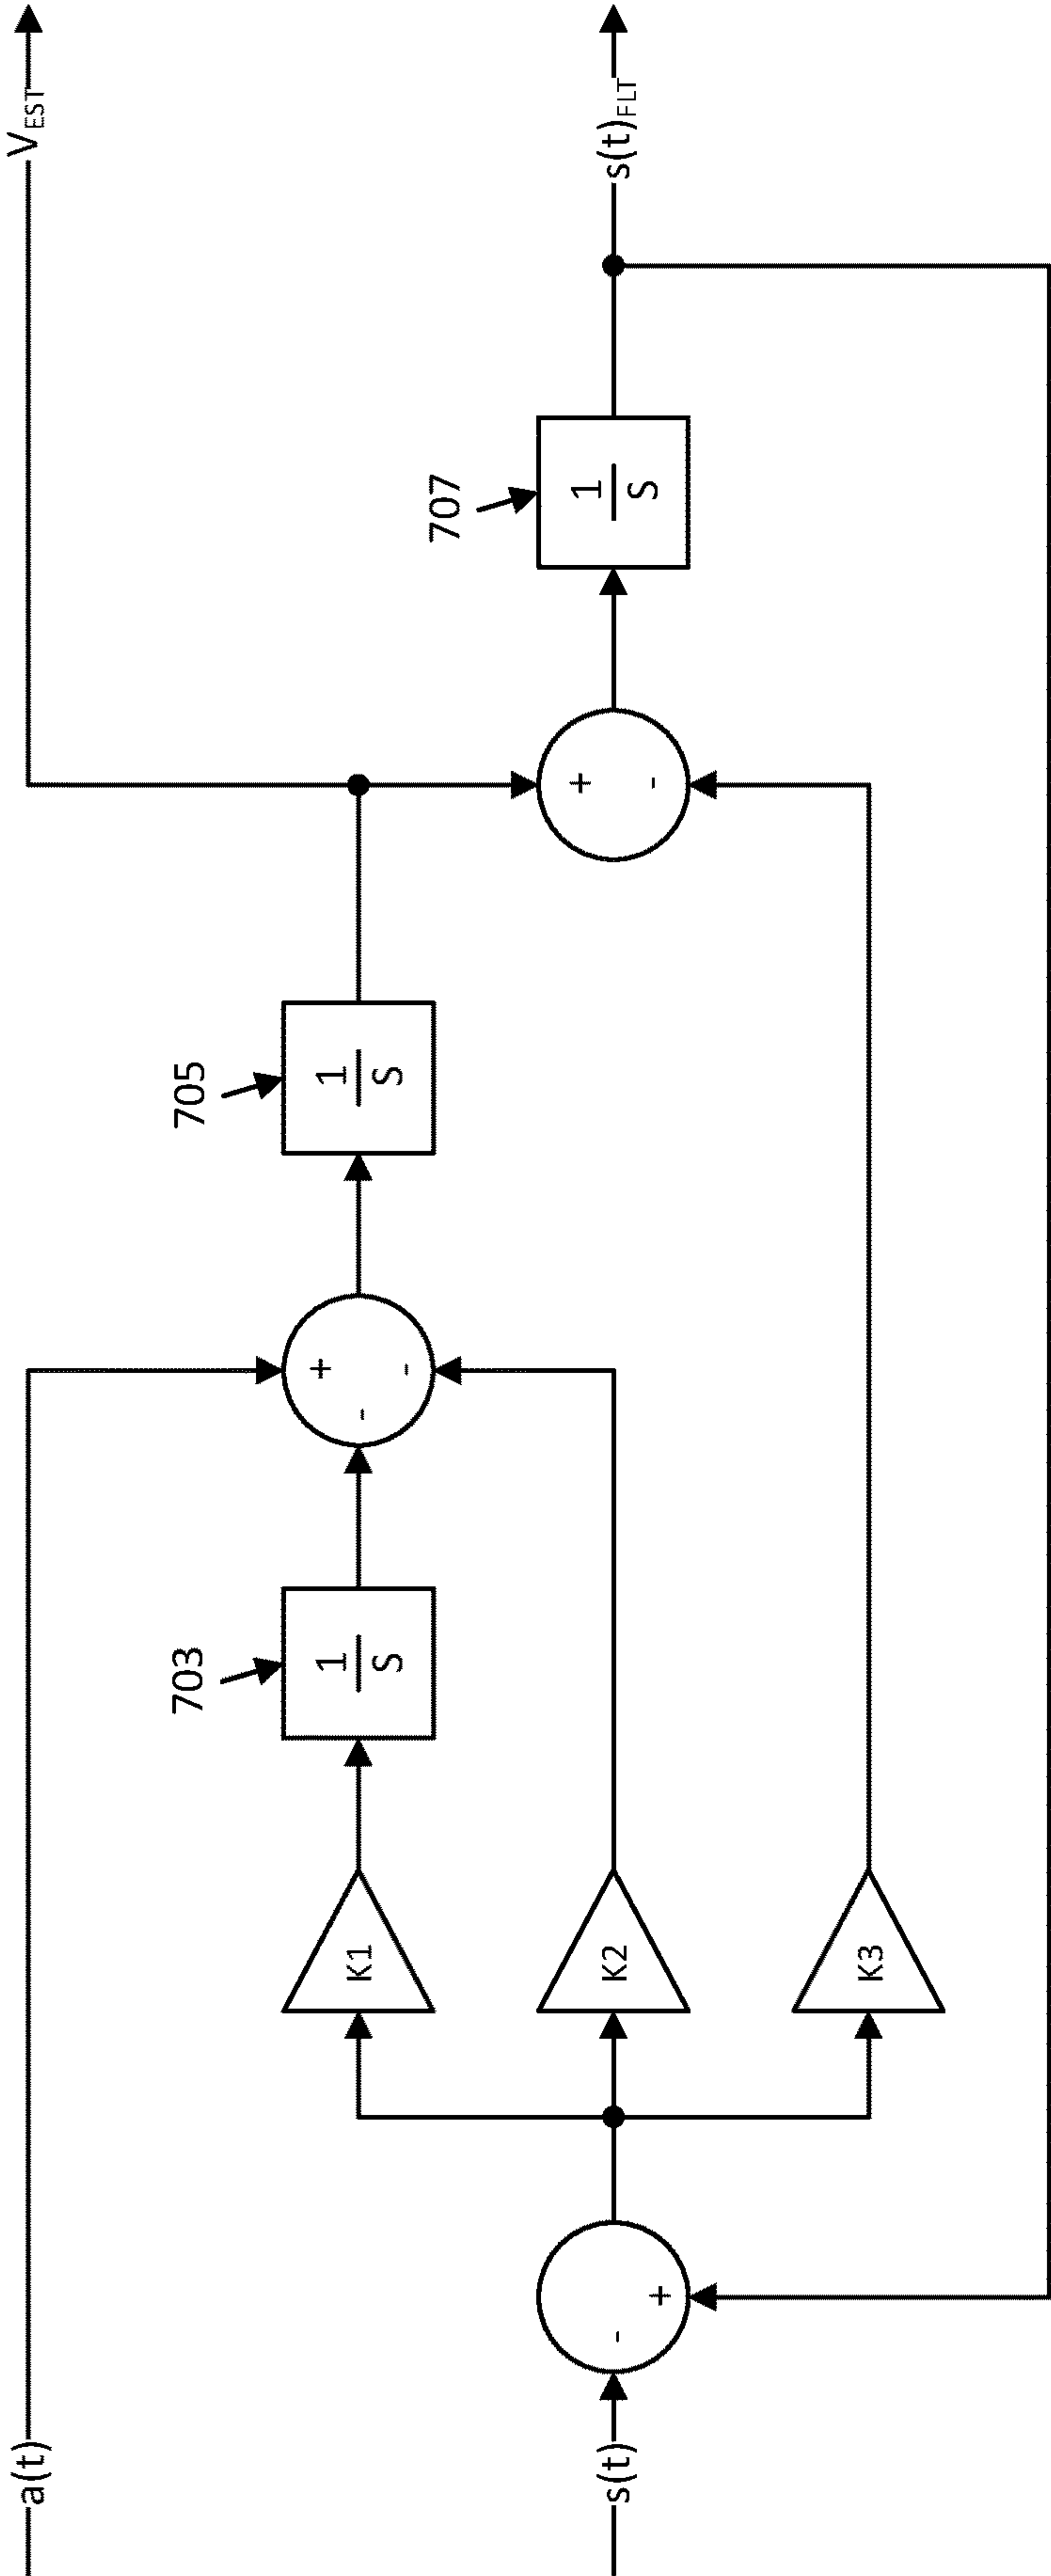 a(t)
V_EST
703
705
1
S
1
S
+
-
-
K1
707
1
S
+
-
K2
s(t)
-
+
s(t)_FLT
K3